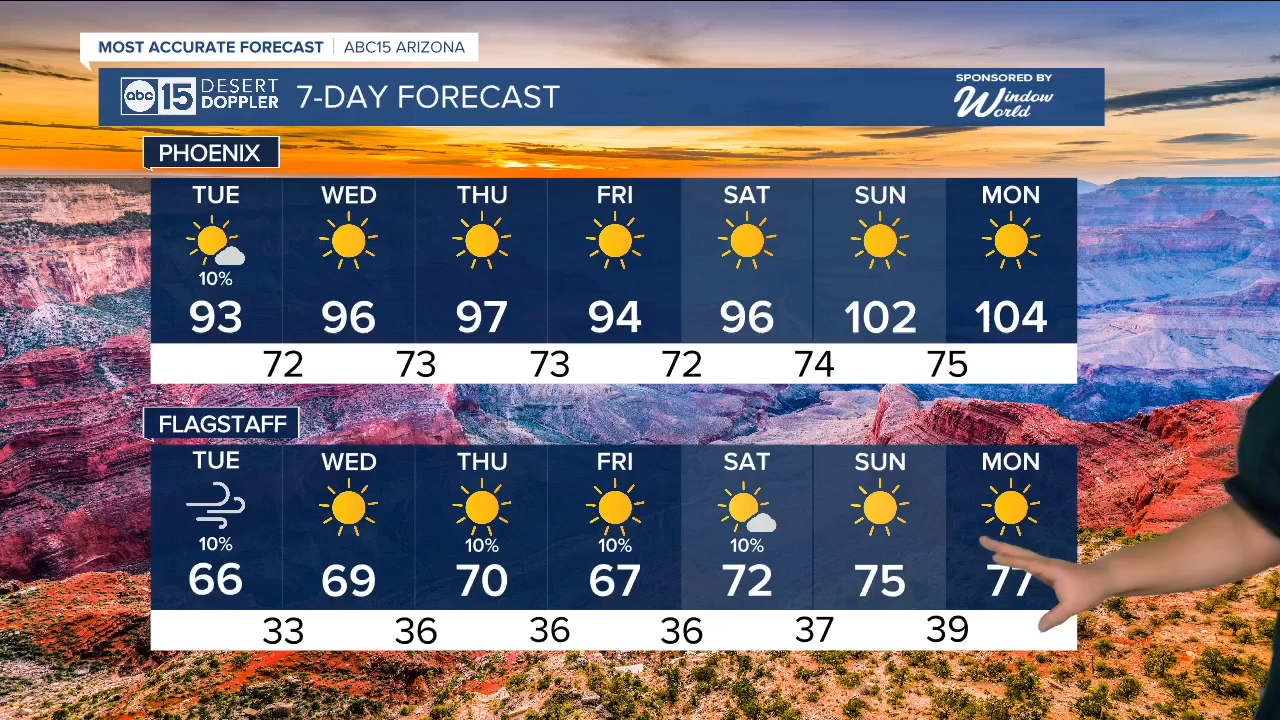 MOST ACCURATE FORECAST | ABC15 ARIZONA
abc 15 DESERT DOPPLER 7-DAY FORECAST
SPONSORED BY
Window World
PHOENIX
TUE WED THU FRI SAT SUN MON
10%
93 96 97 94 96 102 104
72 73 73 72 74 75
FLAGSTAFF
TUE WED THU FRI SAT SUN MON
10% 10% 10% 10%
66 69 70 67 72 75 77
33 36 36 36 37 39